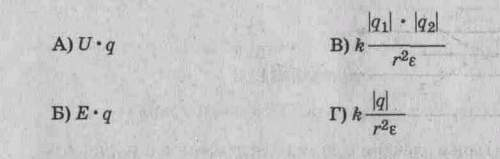 А) U • q
В) k |q₁| • |q₂| / r²ε
Б) E • q
Г) k |q| / r²ε